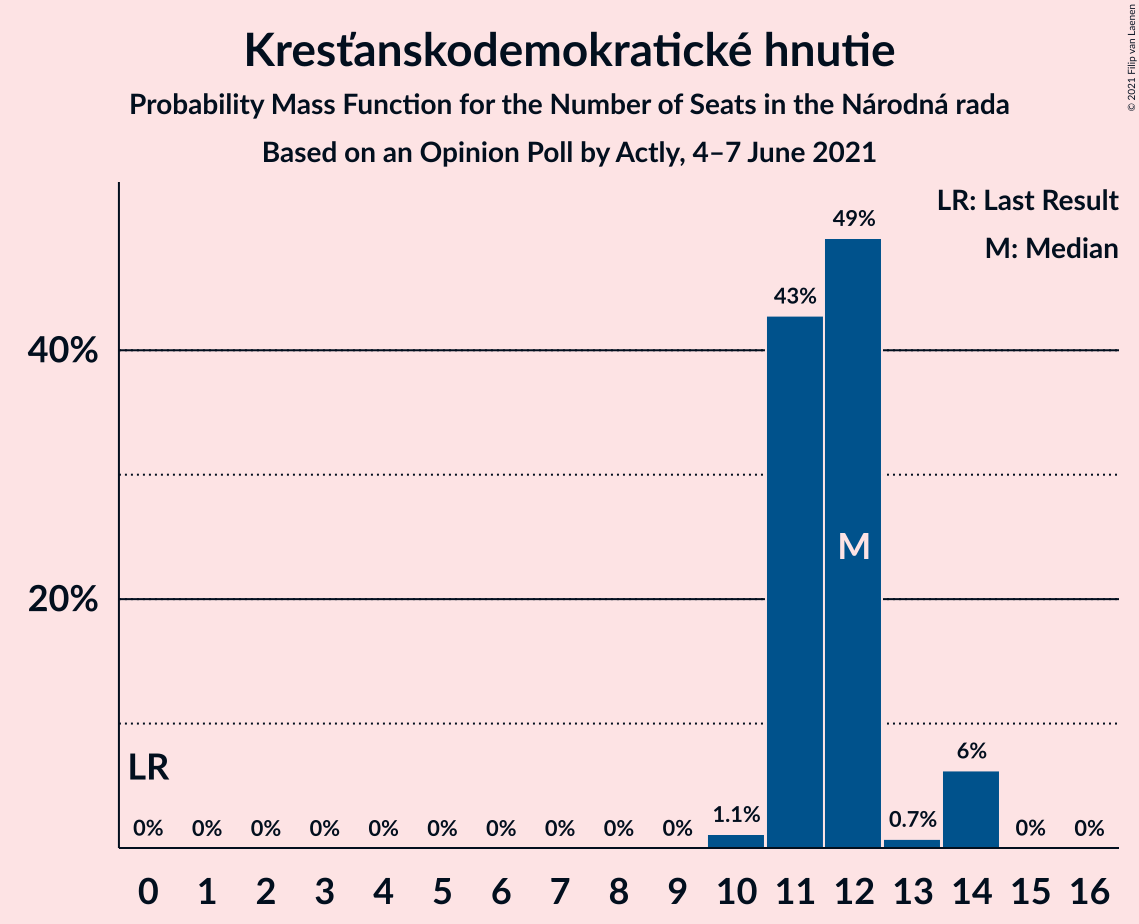 Kresťanskodemokratické hnutie
Probability Mass Function for the Number of Seats in the Národná rada
Based on an Opinion Poll by Actly, 4–7 June 2021
© 2021 Filip van Laenen
LR: Last Result
M: Median
49%
43%
40%
M
20%
LR
6%
1.1%
0.7%
0% 0% 0% 0% 0% 0% 0% 0% 0% 0% 0% 0%
0 1 2 3 4 5 6 7 8 9 10 11 12 13 14 15 16